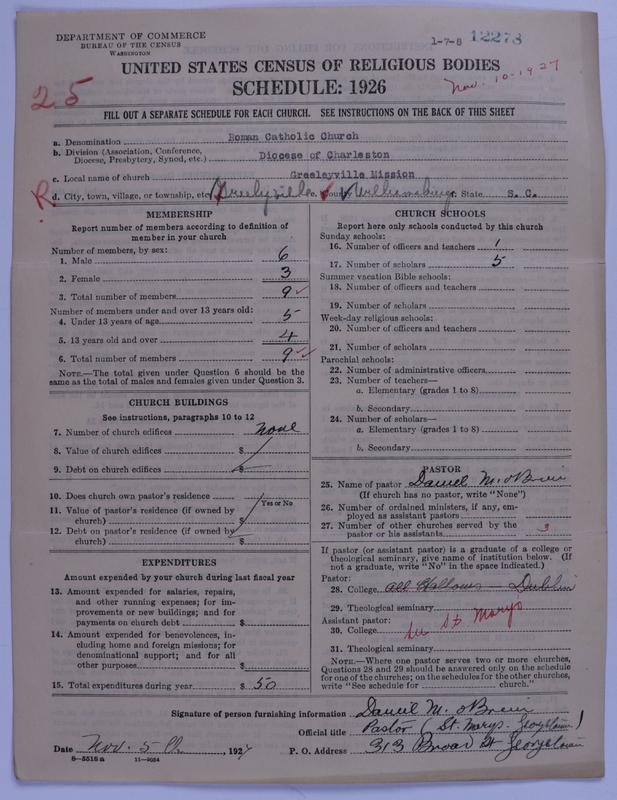 DEPARTMENT OF COMMERCE
BUREAU OF THE CENSUS
WASHINGTON
1-7-8 12273
UNITED STATES CENSUS OF RELIGIOUS BODIES
SCHEDULE: 1926
Nov. 10-1927
25
FILL OUT A SEPARATE SCHEDULE FOR EACH CHURCH. SEE INSTRUCTIONS ON THE BACK OF THIS SHEET
a. Denomination Roman Catholic Church
b. Division (Association, Conference,
Diocese, Presbytery, Synod, etc.) Diocese of Charleston
c. Local name of church Greeleyville Mission
R d. City, town, village, or township, etc. Greelyville e. County Williamsburg f. State S. C.
MEMBERSHIP
Report number of members according to definition of
member in your church
Number of members, by sex:
1. Male 6
2. Female 3
3. Total number of members 9
Number of members under and over 13 years old:
4. Under 13 years of age 5
5. 13 years old and over 4
6. Total number of members 9
NOTE.—The total given under Question 6 should be
same as the total of males and females given under Question 3.
CHURCH BUILDINGS
See instructions, paragraphs 10 to 12
7. Number of church edifices none
8. Value of church edifices $
9. Debt on church edifices $
10. Does church own pastor's residence
Yes or No
11. Value of pastor's residence (if owned by
church) $
12. Debt on pastor's residence (if owned by
church) $
EXPENDITURES
Amount expended by your church during last fiscal year
13. Amount expended for salaries, repairs,
and other running expenses; for im-
provements or new buildings; and for
payments on church debt $
14. Amount expended for benevolences, in-
cluding home and foreign missions; for
denominational support; and for all
other purposes $
15. Total expenditures during year $ 50
CHURCH SCHOOLS
Report here only schools conducted by this church
Sunday schools:
16. Number of officers and teachers 1
17. Number of scholars 5
Summer vacation Bible schools:
18. Number of officers and teachers
19. Number of scholars
Week-day religious schools:
20. Number of officers and teachers
21. Number of scholars
Parochial schools:
22. Number of administrative officers
23. Number of teachers—
a. Elementary (grades 1 to 8)
b. Secondary
24. Number of scholars—
a. Elementary (grades 1 to 8)
b. Secondary
PASTOR
25. Name of pastor Daniel M. O'Brien
(If church has no pastor, write "None")
26. Number of ordained ministers, if any, em-
ployed as assistant pastors
27. Number of other churches served by the
pastor or his assistants 3
If pastor (or assistant pastor) is a graduate of a college or
theological seminary, give name of institution below. (If
not a graduate, write "No" in the space indicated.)
Pastor:
28. College All Hallows — Dublin
29. Theological seminary
Assistant pastor:
See St Marys
30. College
31. Theological seminary
NOTE.—Where one pastor serves two or more churches,
Questions 28 and 29 should be answered only on the schedule
for one of the churches; on the schedules for the other churches,
write "See schedule for church."
Signature of person furnishing information Daniel M. O'Brien
Official title Pastor (St. Marys. Georgetown)
Date Nov. 5th, 1927 P. O. Address 313 Broad St Georgetown
8—5518 a 11—9054